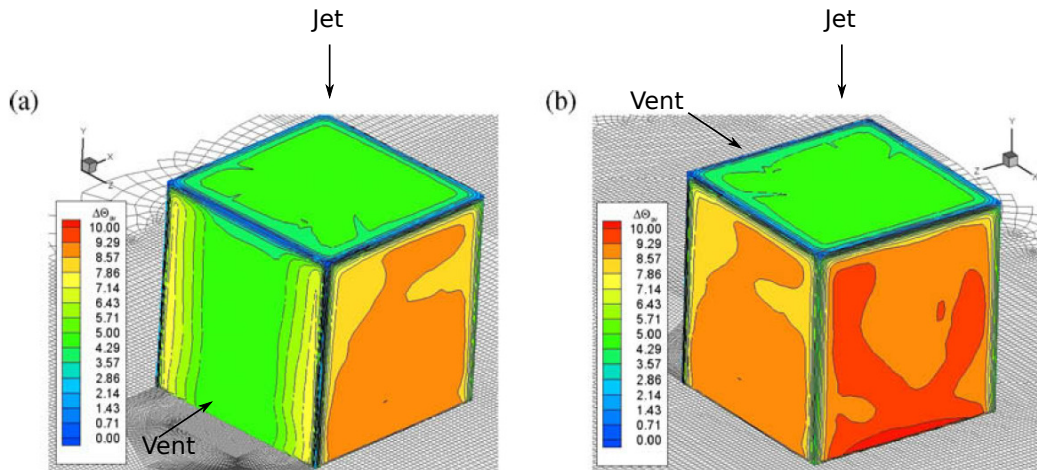 Jet
Jet
(a)
(b)
Vent
Y
X
Z
Y
Z
X
ΔΘav
10.00
9.29
8.57
7.86
7.14
6.43
5.71
5.00
4.29
3.57
2.86
2.14
1.43
0.71
0.00
ΔΘav
10.00
9.29
8.57
7.86
7.14
6.43
5.71
5.00
4.29
3.57
2.86
2.14
1.43
0.71
0.00
Vent